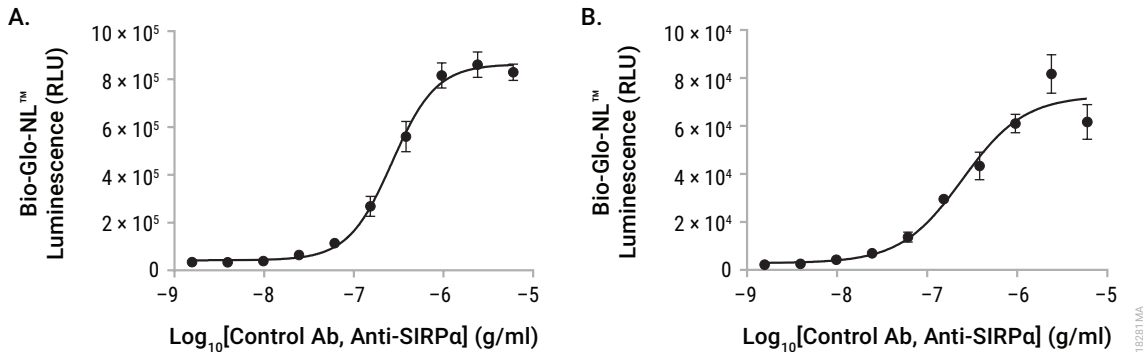 A.
Bio-Glo-NL™
Luminescence (RLU)
10 × 10⁵
8 × 10⁵
6 × 10⁵
4 × 10⁵
2 × 10⁵
0
−9 −8 −7 −6 −5
Log₁₀[Control Ab, Anti-SIRPα] (g/ml)
B.
Bio-Glo-NL™
Luminescence (RLU)
10 × 10⁴
8 × 10⁴
6 × 10⁴
4 × 10⁴
2 × 10⁴
0
−9 −8 −7 −6 −5
Log₁₀[Control Ab, Anti-SIRPα] (g/ml)
18281MA